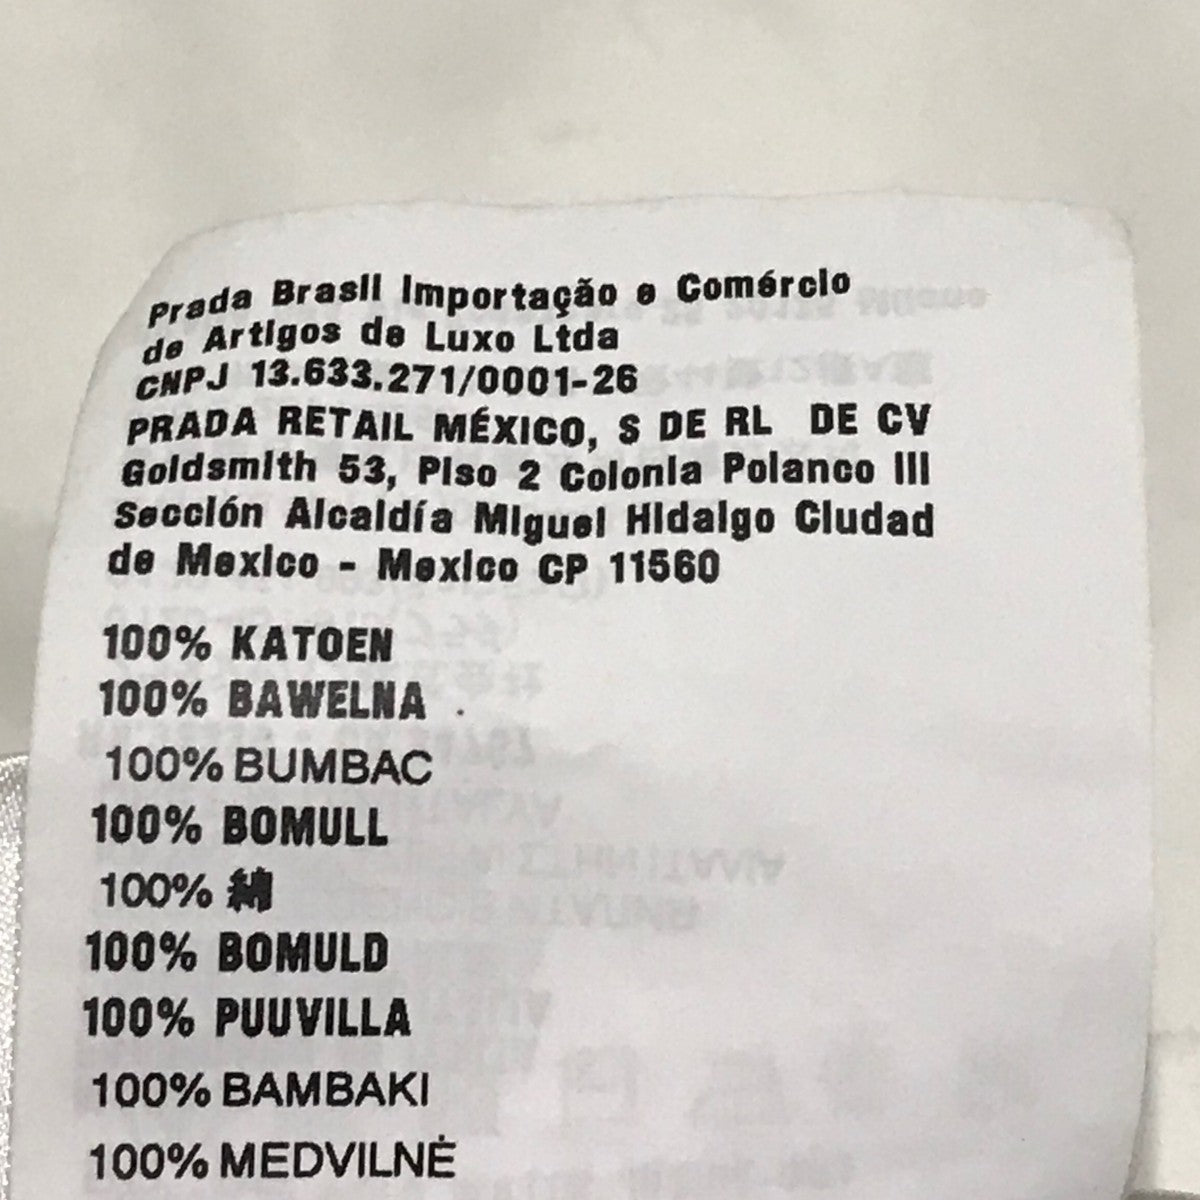 Prada Brasil Importação e Comércio
de Artigos de Luxo Ltda
CNPJ 13.633.271/0001-26
PRADA RETAIL MÉXICO, S DE RL DE CV
Goldsmith 53, Piso 2 Colonia Polanco III
Sección Alcaldía Miguel Hidalgo Ciudad
de Mexico - Mexico CP 11560
100% KATOEN
100% BAWELNA
100% BUMBAC
100% BOMULL
100% 綿
100% BOMULD
100% PUUVILLA
100% BAMBAKI
100% MEDVILNĖ